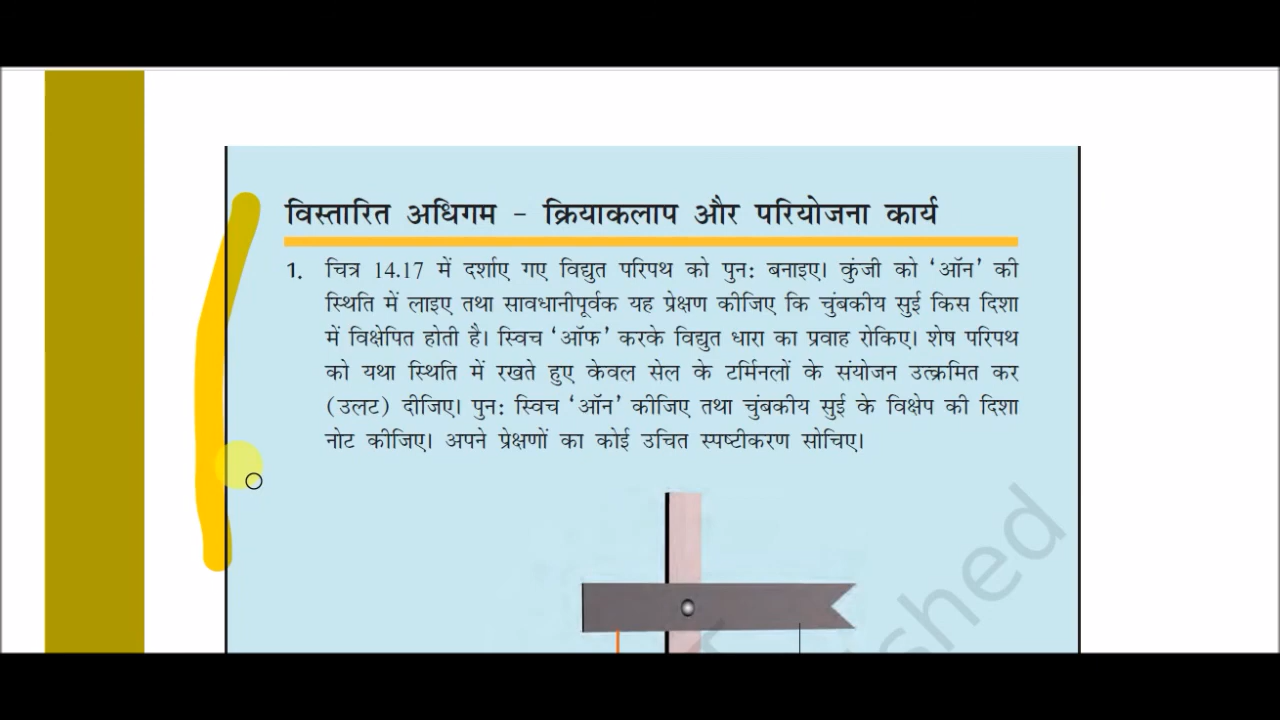 विस्तारित अधिगम - क्रियाकलाप और परियोजना कार्य
1. चित्र 14.17 में दर्शाए गए विद्युत परिपथ को पुन: बनाइए। कुंजी को ‘ऑन’ की
स्थिति में लाइए तथा सावधानीपूर्वक यह प्रेक्षण कीजिए कि चुंबकीय सुई किस दिशा
में विक्षेपित होती है। स्विच ‘ऑफ’ करके विद्युत धारा का प्रवाह रोकिए। शेष परिपथ
को यथा स्थिति में रखते हुए केवल सेल के टर्मिनलों के संयोजन उत्क्रमित कर
(उलट) दीजिए। पुन: स्विच ‘ऑन’ कीजिए तथा चुंबकीय सुई के विक्षेप की दिशा
नोट कीजिए। अपने प्रेक्षणों का कोई उचित स्पष्टीकरण सोचिए।